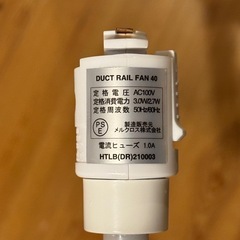 DUCT RAIL FAN 40
定格電圧 AC100V
定格消費電力 3.0W/2.7W
定格周波数 50Hz/60Hz
PSE
製造販売元
メルクロス株式会社
電流ヒューズ 1.0A
HTLB(DR)210003